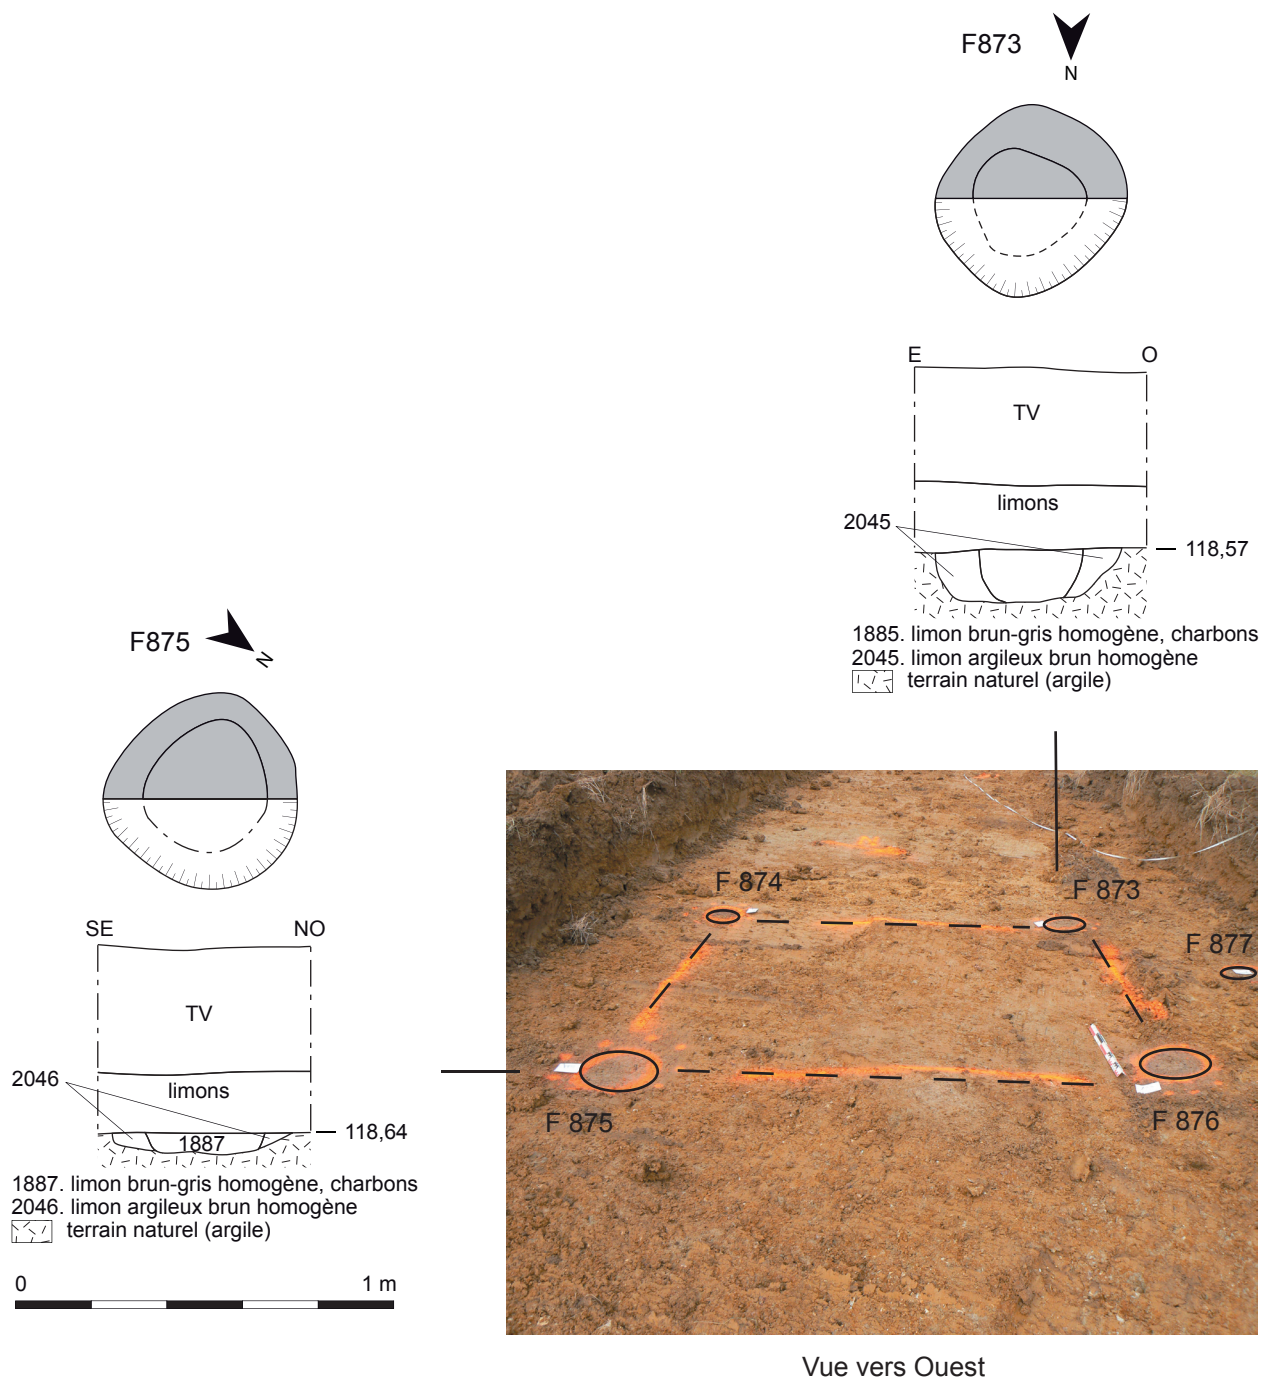 F873
N
E O
TV
limons
2045
118,57
1885. limon brun-gris homogène, charbons
2045. limon argileux brun homogène
terrain naturel (argile)
F875
N
SE NO
TV
limons
2046
1887
118,64
1887. limon brun-gris homogène, charbons
2046. limon argileux brun homogène
terrain naturel (argile)
0 1 m
F 874
F 873
F 877
F 875
F 876
Vue vers Ouest